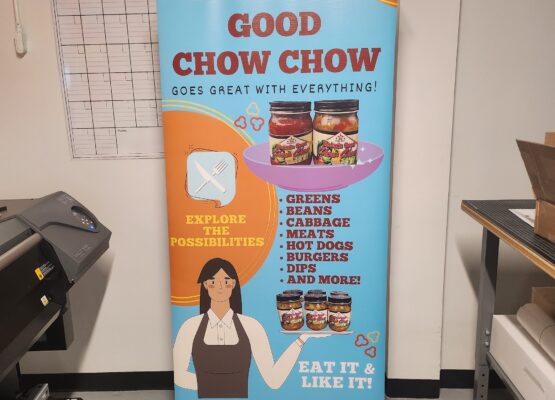 GOOD
CHOW CHOW
GOES GREAT WITH EVERYTHING!
EXPLORE
THE
POSSIBILITIES
• GREENS
• BEANS
• CABBAGE
• MEATS
• HOT DOGS
• BURGERS
• DIPS
• AND MORE!
EAT IT &
LIKE IT!